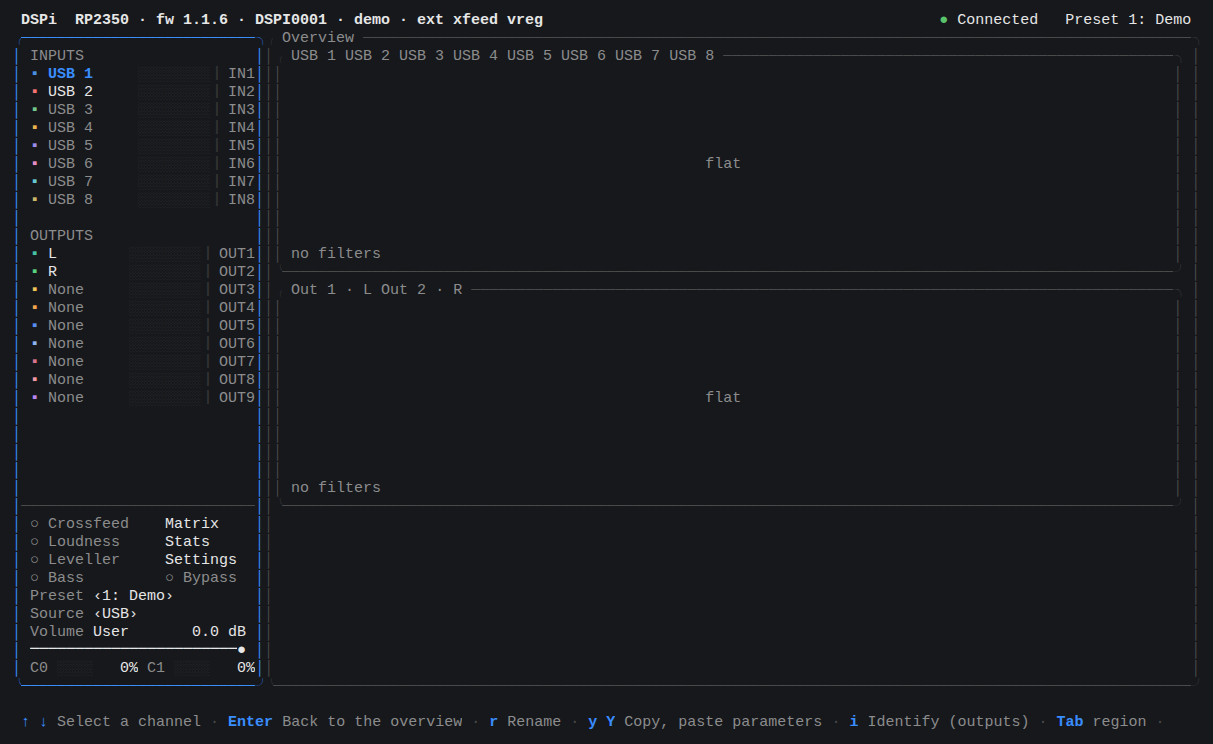 DSPi  RP2350 · fw 1.1.6 · DSPI0001 · demo · ext xfeed vreg  ● Connected  Preset 1: Demo
Overview
INPUTS
USB 1 USB 2 USB 3 USB 4 USB 5 USB 6 USB 7 USB 8
USB 1 IN1
USB 2 IN2
USB 3 IN3
USB 4 IN4
USB 5 IN5
USB 6 IN6
flat
USB 7 IN7
USB 8 IN8
OUTPUTS
L OUT1
no filters
R OUT2
None OUT3
Out 1 · L Out 2 · R
None OUT4
None OUT5
None OUT6
None OUT7
None OUT8
None OUT9
flat
no filters
○ Crossfeed Matrix
○ Loudness Stats
○ Leveller Settings
○ Bass ○ Bypass
Preset ‹1: Demo›
Source ‹USB›
Volume User 0.0 dB
C0 0% C1 0%
↑ ↓ Select a channel · Enter Back to the overview · r Rename · y Y Copy, paste parameters · i Identify (outputs) · Tab region ·